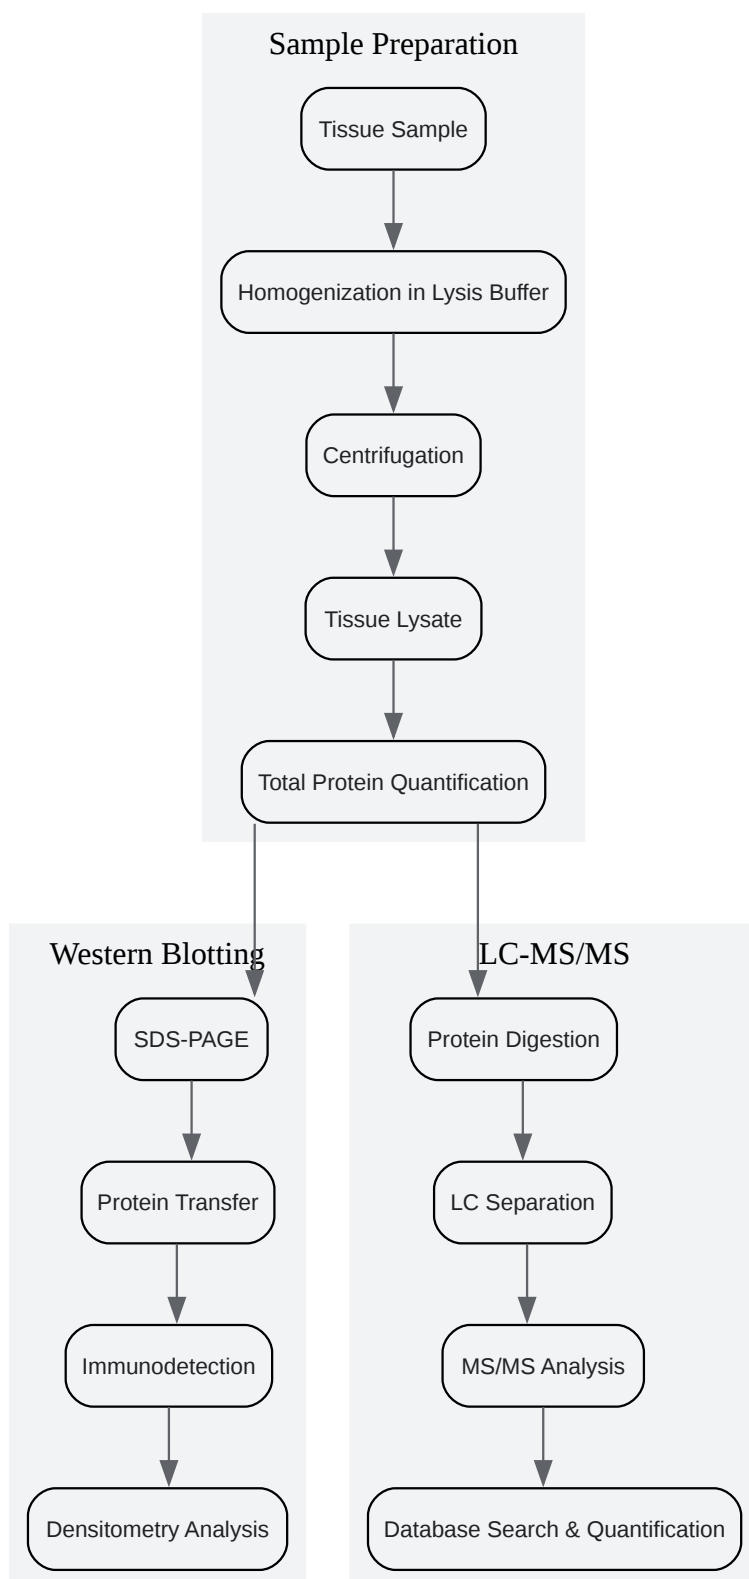 Sample Preparation
Tissue Sample
Homogenization in Lysis Buffer
Centrifugation
Tissue Lysate
Total Protein Quantification
Western Blotting
SDS-PAGE
Protein Transfer
Immunodetection
Densitometry Analysis
LC-MS/MS
Protein Digestion
LC Separation
MS/MS Analysis
Database Search & Quantification